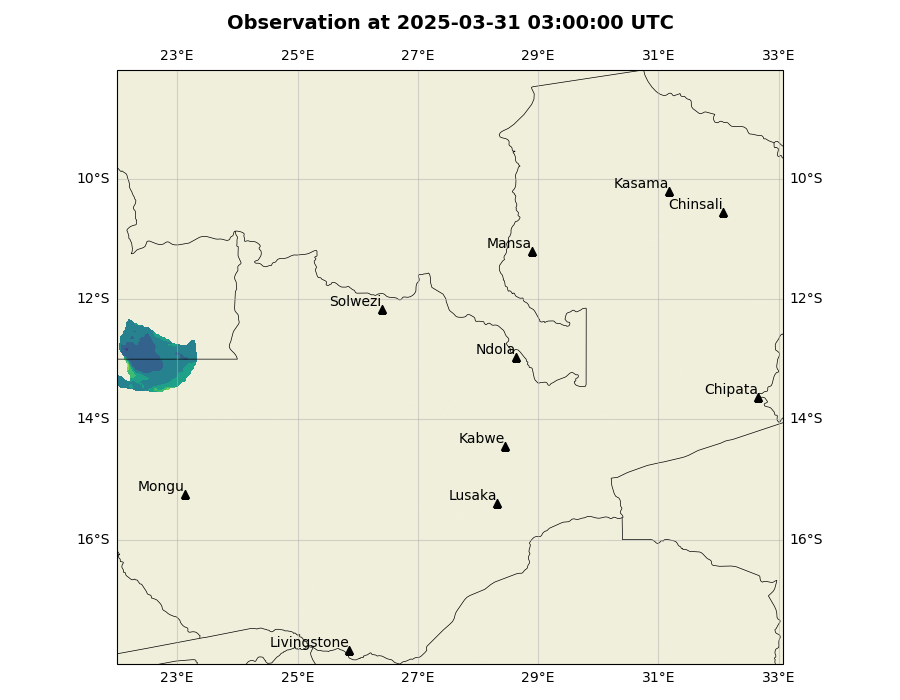 Observation at 2025-03-31 03:00:00 UTC
23°E 25°E 27°E 29°E 31°E 33°E
10°S 10°S
Kasama
Chinsali
Mansa
12°S 12°S
Solwezi
Ndola
Chipata
14°S 14°S
Kabwe
Mongu
Lusaka
16°S 16°S
Livingstone
23°E 25°E 27°E 29°E 31°E 33°E